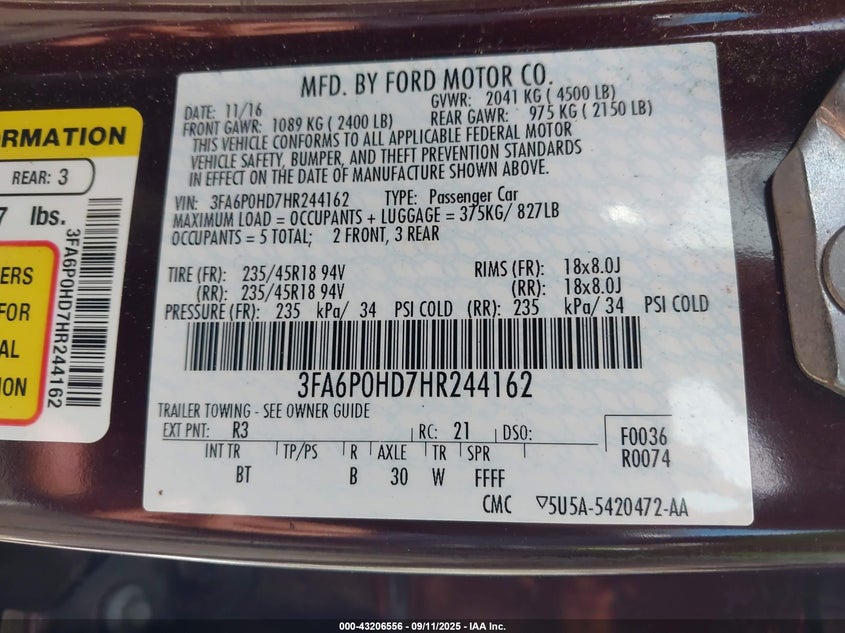 MFD. BY FORD MOTOR CO.
DATE: 11/16 GVWR: 2041 KG ( 4500 LB)
FRONT GAWR: 1089 KG ( 2400 LB) REAR GAWR: 975 KG ( 2150 LB)
THIS VEHICLE CONFORMS TO ALL APPLICABLE FEDERAL MOTOR
VEHICLE SAFETY, BUMPER, AND THEFT PREVENTION STANDARDS
IN EFFECT ON THE DATE OF MANUFACTURE SHOWN ABOVE.
VIN: 3FA6P0HD7HR244162 TYPE: Passenger Car
MAXIMUM LOAD = OCCUPANTS + LUGGAGE = 375KG/ 827LB
OCCUPANTS = 5 TOTAL; 2 FRONT, 3 REAR
TIRE (FR): 235/45R18 94V RIMS (FR): 18x8.0J
(RR): 235/45R18 94V (RR): 18x8.0J
PRESSURE (FR): 235 kPa/ 34 PSI COLD (RR): 235 kPa/ 34 PSI COLD
3FA6P0HD7HR244162
TRAILER TOWING - SEE OWNER GUIDE
EXT PNT: R3 RC: 21 DSO: F0036
R0074
INT TR TP/PS R AXLE TR SPR
BT B 30 W FFFF
CMC ▽5U5A-5420472-AA
ORMATION
REAR: 3
7 lbs.
ERS
FOR
AL
ION
3FA6P0HD7HR244162
000-43206556 - 09/11/2025 - IAA Inc.